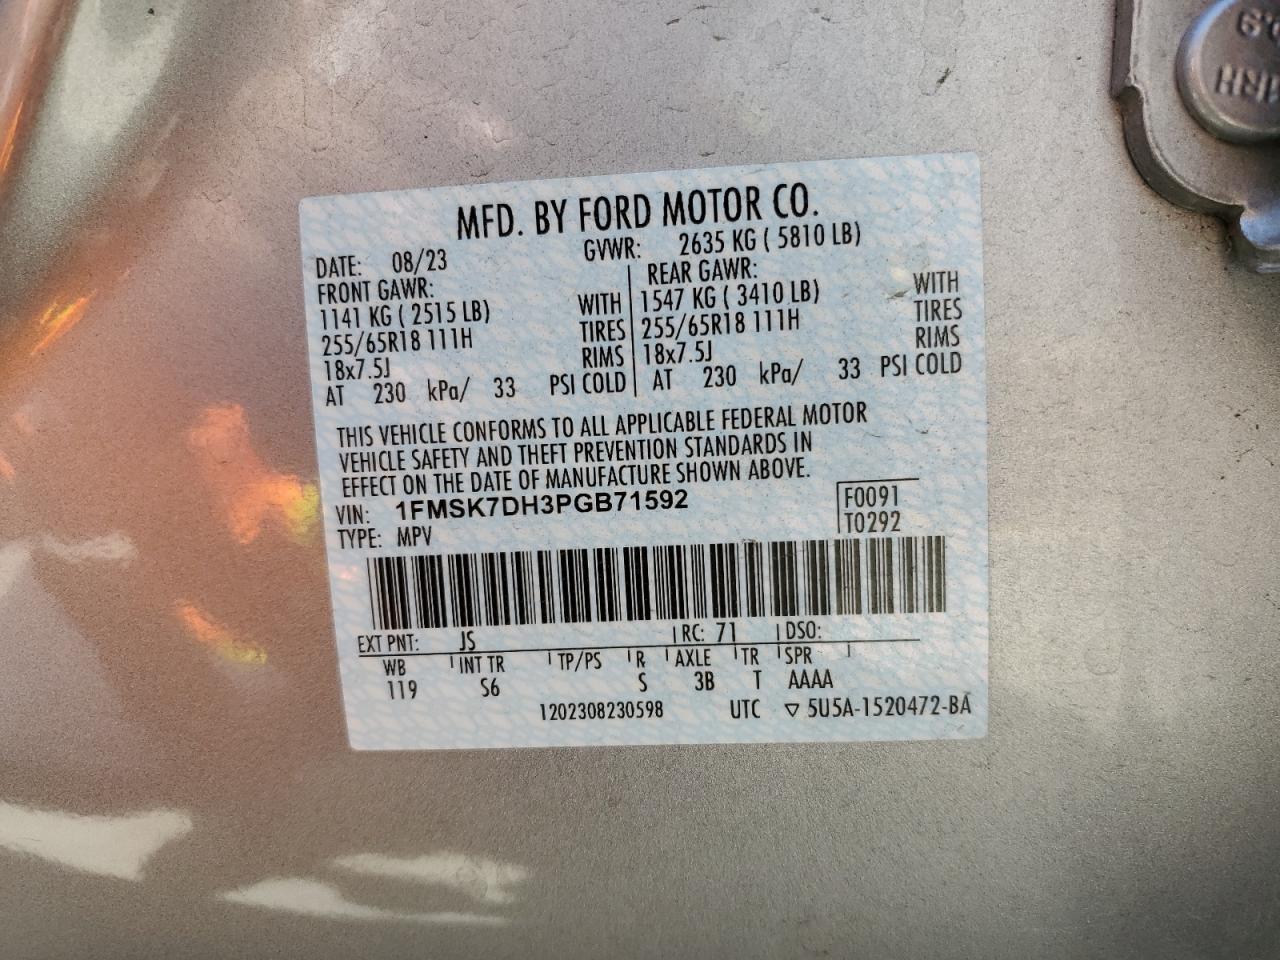 MFD. BY FORD MOTOR CO.
DATE: 08/23 GVWR: 2635 KG ( 5810 LB)
FRONT GAWR: REAR GAWR:
1141 KG ( 2515 LB) WITH 1547 KG ( 3410 LB) WITH
255/65R18 111H TIRES 255/65R18 111H TIRES
18x7.5J RIMS 18x7.5J RIMS
AT 230 kPa/ 33 PSI COLD AT 230 kPa/ 33 PSI COLD
THIS VEHICLE CONFORMS TO ALL APPLICABLE FEDERAL MOTOR
VEHICLE SAFETY AND THEFT PREVENTION STANDARDS IN
EFFECT ON THE DATE OF MANUFACTURE SHOWN ABOVE.
VIN: 1FMSK7DH3PGB71592 F0091
TYPE: MPV T0292
EXT PNT: JS RC: 71 DSO:
WB INT TR TP/PS R AXLE TR SPR
119 S6 S 3B T AAAA
1202308230598 UTC ▽ 5U5A-1520472-BA